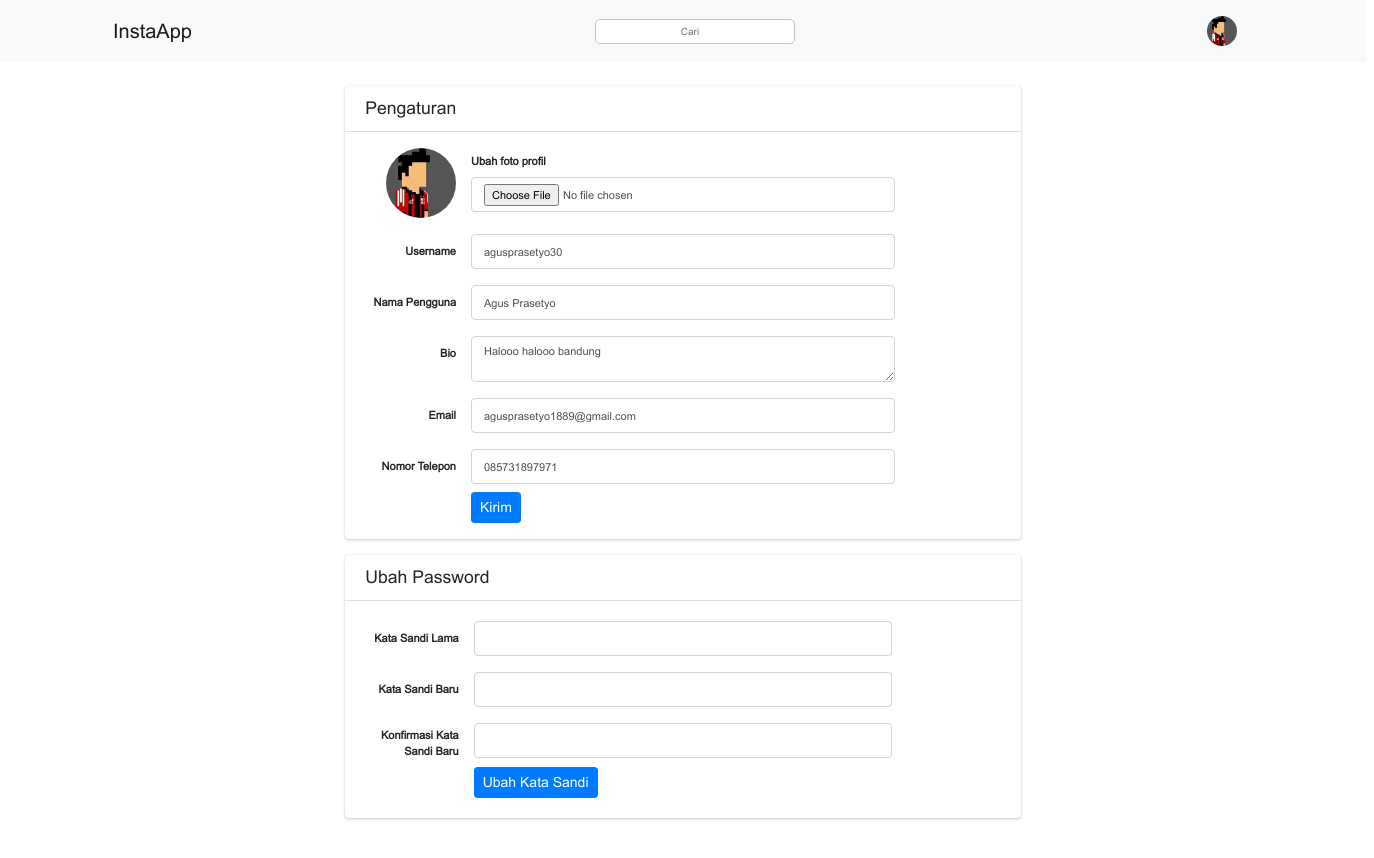 InstaApp
Cari
Pengaturan
Ubah foto profil
Choose File No file chosen
Username
agusprasetyo30
Nama Pengguna
Agus Prasetyo
Bio
Halooo halooo bandung
Email
agusprasetyo1889@gmail.com
Nomor Telepon
085731897971
Kirim
Ubah Password
Kata Sandi Lama
Kata Sandi Baru
Konfirmasi Kata
Sandi Baru
Ubah Kata Sandi